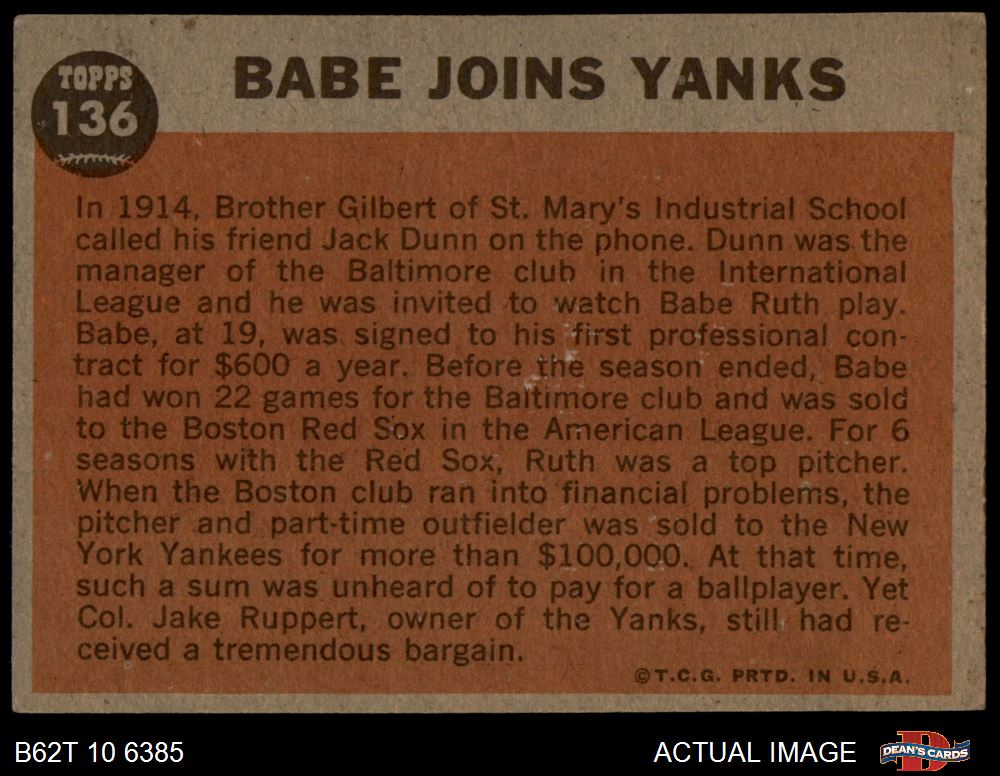 TOPPS
136
BABE JOINS YANKS
In 1914, Brother Gilbert of St. Mary's Industrial School
called his friend Jack Dunn on the phone. Dunn was the
manager of the Baltimore club in the International
League and he was invited to watch Babe Ruth play.
Babe, at 19, was signed to his first professional con-
tract for $600 a year. Before the season ended, Babe
had won 22 games for the Baltimore club and was sold
to the Boston Red Sox in the American League. For 6
seasons with the Red Sox, Ruth was a top pitcher.
When the Boston club ran into financial problems, the
pitcher and part-time outfielder was sold to the New
York Yankees for more than $100,000. At that time,
such a sum was unheard of to pay for a ballplayer. Yet
Col. Jake Ruppert, owner of the Yanks, still had re-
ceived a tremendous bargain.
©T.C.G. PRTD. IN U.S.A.
B62T 10 6385
ACTUAL IMAGE
DEAN'S CARDS